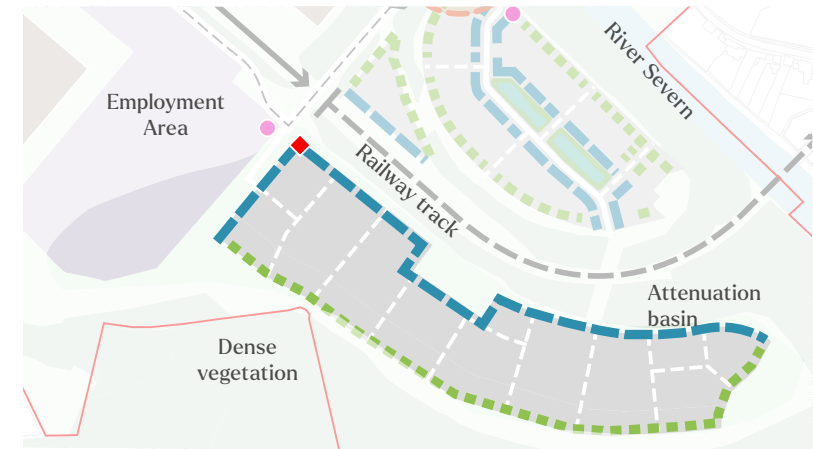 River Severn
Employment
Area
Railway track
Attenuation
basin
Dense
vegetation